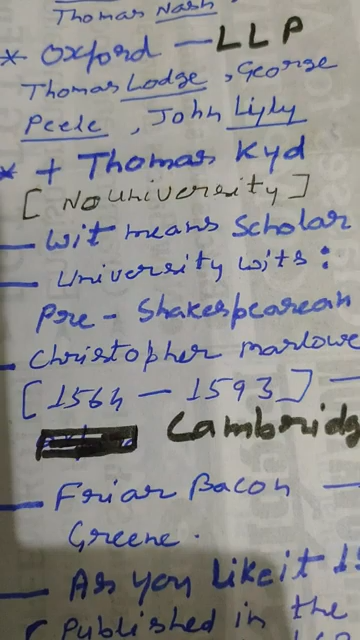 Thomas Nash
* Oxford — LLP
Thomas Lodge, George
Peele, John Lyly
* + Thomas Kyd
[No University]
— Wit means Scholar
— University wits:
Pre - Shakespearean
- Christopher Marlowe
[1564 — 1593] —
Cambridg
— Friar Bacon —
Greene.
— As you like it
Published in the